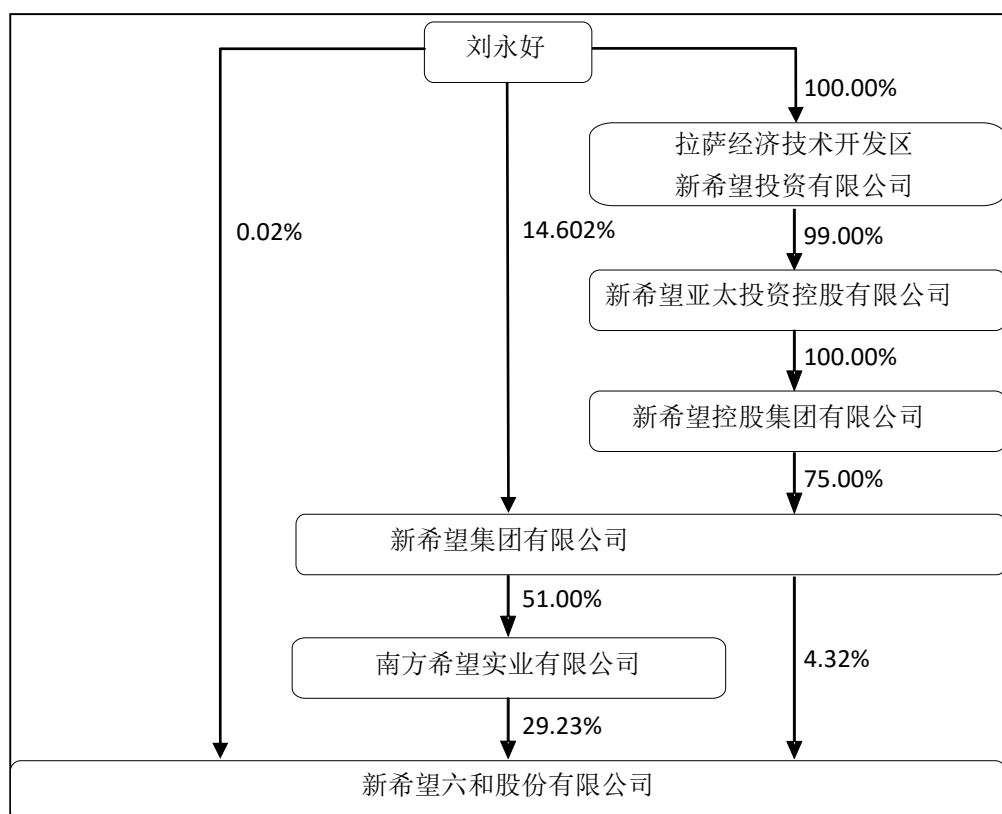 刘永好
100.00%
拉萨经济技术开发区
新希望投资有限公司
0.02%
14.602%
99.00%
新希望亚太投资控股有限公司
100.00%
新希望控股集团有限公司
75.00%
新希望集团有限公司
51.00%
南方希望实业有限公司
4.32%
29.23%
新希望六和股份有限公司